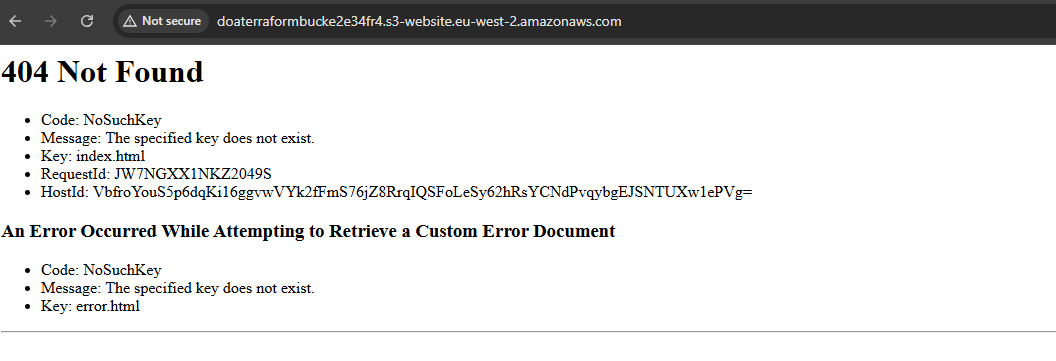 Not secure doaterraformbucke2e34fr4.s3-website.eu-west-2.amazonaws.com
404 Not Found
Code: NoSuchKey
Message: The specified key does not exist.
Key: index.html
RequestId: JW7NGXX1NKZ2049S
HostId: VbfroYouS5p6dqKi16ggvwVYk2fFmS76jZ8RrqIQSFoLeSy62hRsYCNdPvqybgEJSNTUXw1ePVg=
An Error Occurred While Attempting to Retrieve a Custom Error Document
Code: NoSuchKey
Message: The specified key does not exist.
Key: error.html